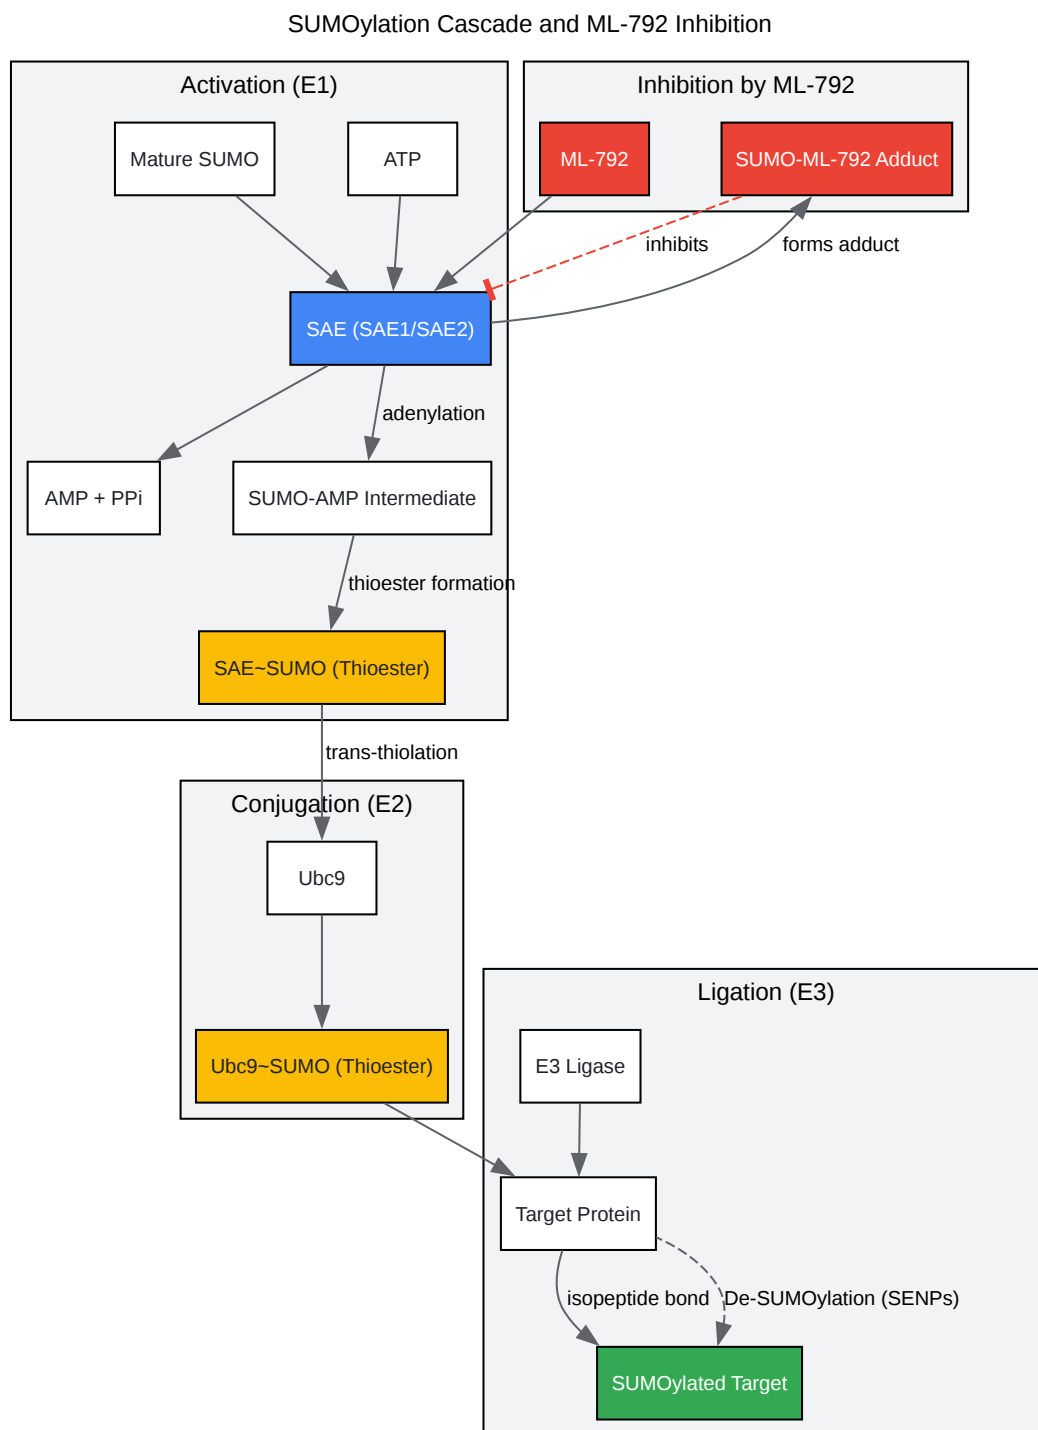 SUMOylation Cascade and ML-792 Inhibition
Activation (E1)
Inhibition by ML-792
Mature SUMO
ATP
ML-792
SUMO-ML-792 Adduct
inhibits
forms adduct
SAE (SAE1/SAE2)
adenylation
AMP + PPi
SUMO-AMP Intermediate
thioester formation
SAE~SUMO (Thioester)
trans-thiolation
Conjugation (E2)
Ubc9
Ubc9~SUMO (Thioester)
Ligation (E3)
E3 Ligase
Target Protein
isopeptide bond
De-SUMOylation (SENPs)
SUMOylated Target